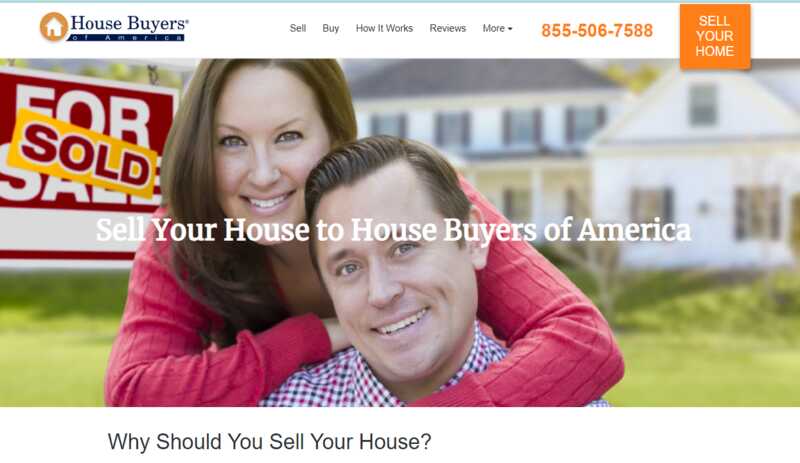 House Buyers®
of America
Sell Buy How It Works Reviews More
855-506-7588
SELL
YOUR
HOME
FOR
SOLD
SALE
Sell Your House to House Buyers of America
Why Should You Sell Your House?